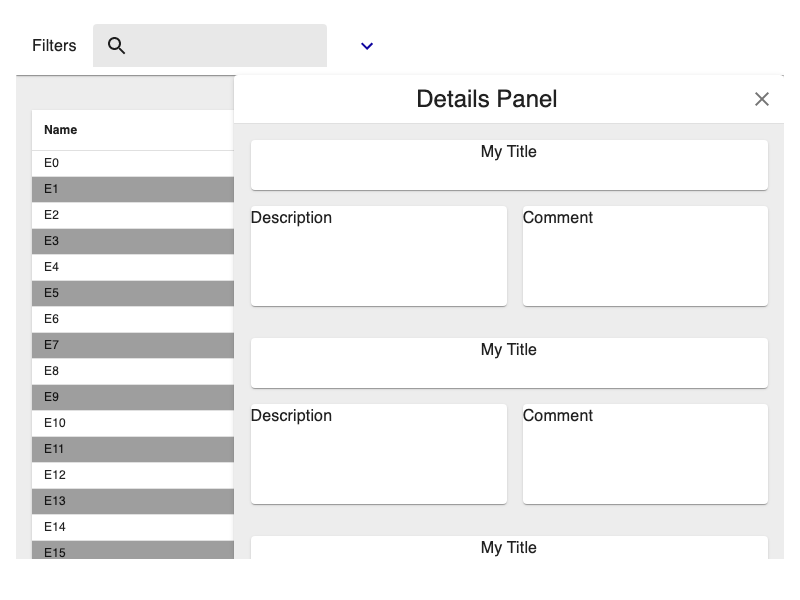 Filters
Details Panel
Name
E0
E1
E2
E3
E4
E5
E6
E7
E8
E9
E10
E11
E12
E13
E14
E15
My Title
Description
Comment
My Title
Description
Comment
My Title